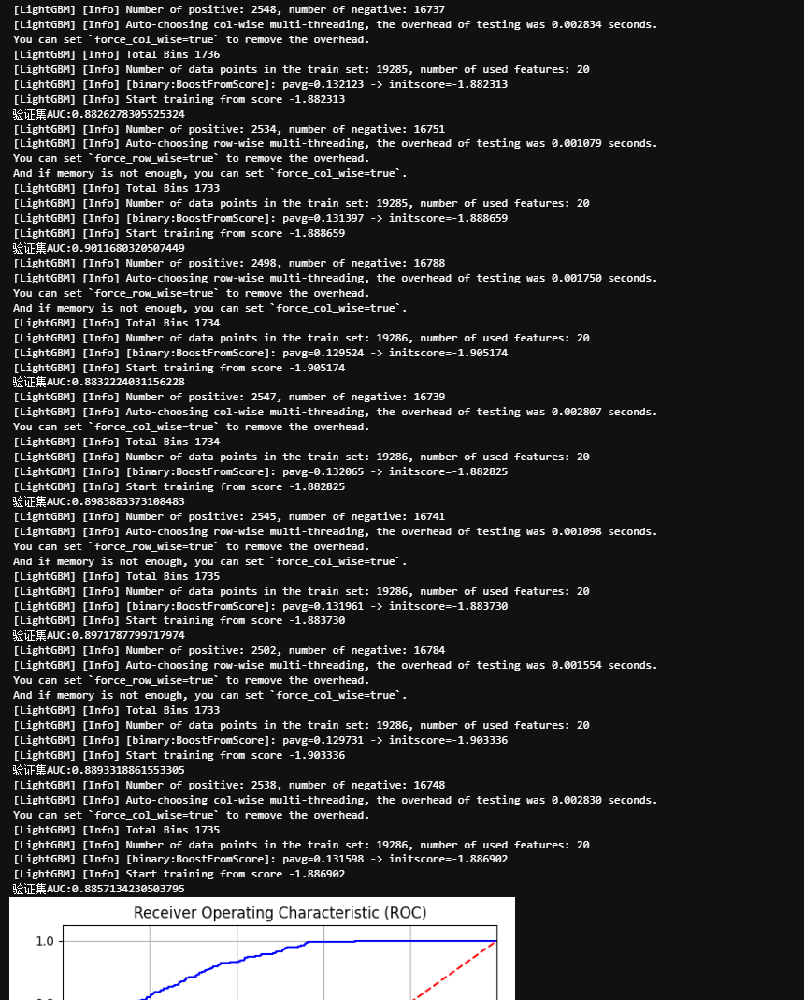 [LightGBM] [Info] Number of positive: 2548, number of negative: 16737
[LightGBM] [Info] Auto-choosing col-wise multi-threading, the overhead of testing was 0.002834 seconds.
You can set `force_col_wise=true` to remove the overhead.
[LightGBM] [Info] Total Bins 1736
[LightGBM] [Info] Number of data points in the train set: 19285, number of used features: 20
[LightGBM] [Info] [binary:BoostFromScore]: pavg=0.132123 -> initscore=-1.882313
[LightGBM] [Info] Start training from score -1.882313
验证集AUC:0.8826278305525324
[LightGBM] [Info] Number of positive: 2534, number of negative: 16751
[LightGBM] [Info] Auto-choosing row-wise multi-threading, the overhead of testing was 0.001079 seconds.
You can set `force_row_wise=true` to remove the overhead.
And if memory is not enough, you can set `force_col_wise=true`.
[LightGBM] [Info] Total Bins 1733
[LightGBM] [Info] Number of data points in the train set: 19285, number of used features: 20
[LightGBM] [Info] [binary:BoostFromScore]: pavg=0.131397 -> initscore=-1.888659
[LightGBM] [Info] Start training from score -1.888659
验证集AUC:0.9011680320507449
[LightGBM] [Info] Number of positive: 2498, number of negative: 16788
[LightGBM] [Info] Auto-choosing row-wise multi-threading, the overhead of testing was 0.001750 seconds.
You can set `force_row_wise=true` to remove the overhead.
And if memory is not enough, you can set `force_col_wise=true`.
[LightGBM] [Info] Total Bins 1734
[LightGBM] [Info] Number of data points in the train set: 19286, number of used features: 20
[LightGBM] [Info] [binary:BoostFromScore]: pavg=0.129524 -> initscore=-1.905174
[LightGBM] [Info] Start training from score -1.905174
验证集AUC:0.8832224031156228
[LightGBM] [Info] Number of positive: 2547, number of negative: 16739
[LightGBM] [Info] Auto-choosing col-wise multi-threading, the overhead of testing was 0.002807 seconds.
You can set `force_col_wise=true` to remove the overhead.
[LightGBM] [Info] Total Bins 1734
[LightGBM] [Info] Number of data points in the train set: 19286, number of used features: 20
[LightGBM] [Info] [binary:BoostFromScore]: pavg=0.132065 -> initscore=-1.882825
[LightGBM] [Info] Start training from score -1.882825
验证集AUC:0.8983883373108483
[LightGBM] [Info] Number of positive: 2545, number of negative: 16741
[LightGBM] [Info] Auto-choosing row-wise multi-threading, the overhead of testing was 0.001098 seconds.
You can set `force_row_wise=true` to remove the overhead.
And if memory is not enough, you can set `force_col_wise=true`.
[LightGBM] [Info] Total Bins 1735
[LightGBM] [Info] Number of data points in the train set: 19286, number of used features: 20
[LightGBM] [Info] [binary:BoostFromScore]: pavg=0.131961 -> initscore=-1.883730
[LightGBM] [Info] Start training from score -1.883730
验证集AUC:0.8971787799717974
[LightGBM] [Info] Number of positive: 2502, number of negative: 16784
[LightGBM] [Info] Auto-choosing row-wise multi-threading, the overhead of testing was 0.001554 seconds.
You can set `force_row_wise=true` to remove the overhead.
And if memory is not enough, you can set `force_col_wise=true`.
[LightGBM] [Info] Total Bins 1733
[LightGBM] [Info] Number of data points in the train set: 19286, number of used features: 20
[LightGBM] [Info] [binary:BoostFromScore]: pavg=0.129731 -> initscore=-1.903336
[LightGBM] [Info] Start training from score -1.903336
验证集AUC:0.8893318861553305
[LightGBM] [Info] Number of positive: 2538, number of negative: 16748
[LightGBM] [Info] Auto-choosing col-wise multi-threading, the overhead of testing was 0.002830 seconds.
You can set `force_col_wise=true` to remove the overhead.
[LightGBM] [Info] Total Bins 1735
[LightGBM] [Info] Number of data points in the train set: 19286, number of used features: 20
[LightGBM] [Info] [binary:BoostFromScore]: pavg=0.131598 -> initscore=-1.886902
[LightGBM] [Info] Start training from score -1.886902
验证集AUC:0.8857134230503795
Receiver Operating Characteristic (ROC)
1.0